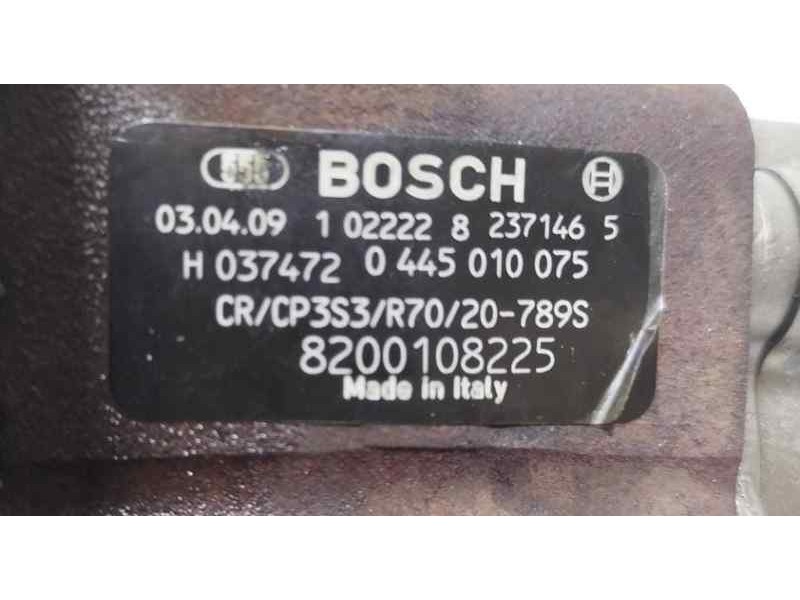 BOSCH
03.04.09 1 02222 8 237146 5
H 037472 0 445 010 075
CR/CP3S3/R70/20-789S
8200108225
Made in Italy